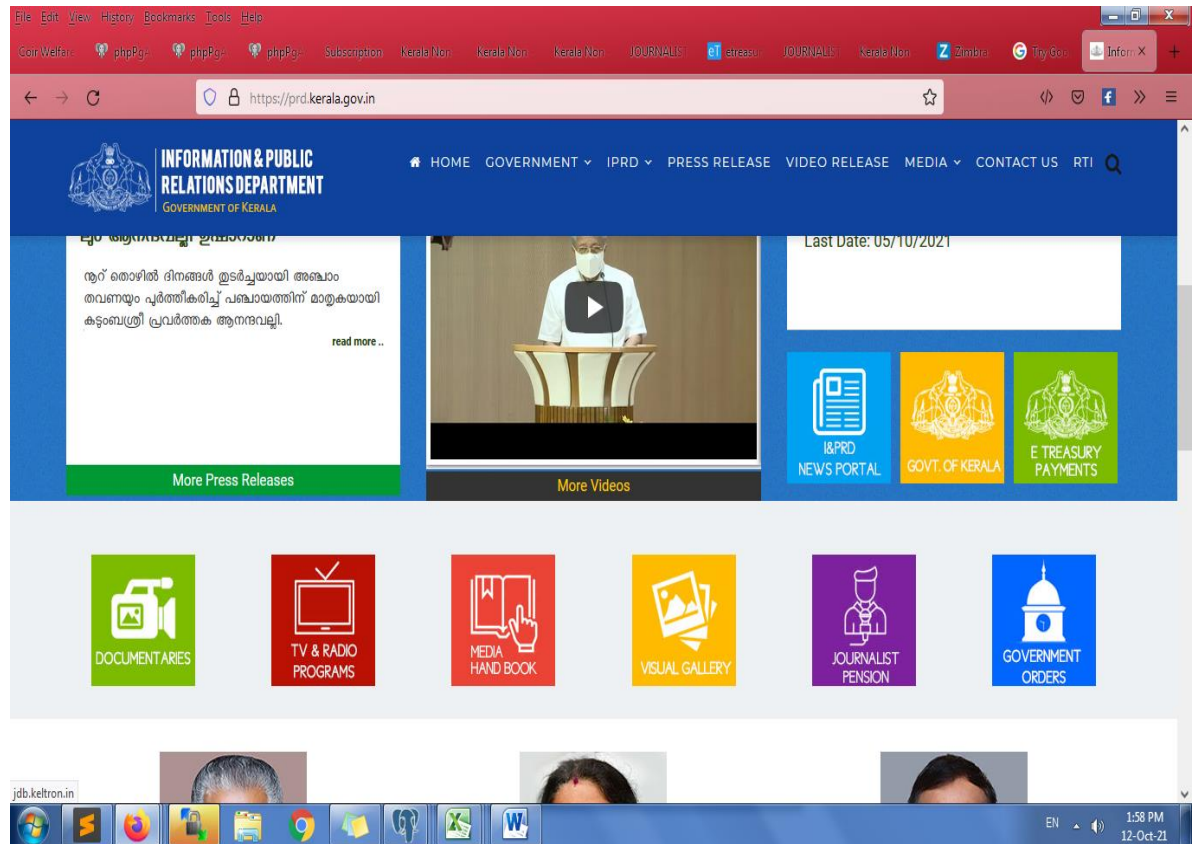 File Edit View History Bookmarks Tools Help
Coir Welfare phpPg phpPg phpPg Subscription Kerala Non Kerala Non Kerala Non JOURNALIS JOURNALIS Kerala Non Zimbra Try Goo Inform
https://prd.kerala.gov.in
INFORMATION & PUBLIC
RELATIONS DEPARTMENT
GOVERNMENT OF KERALA
HOME GOVERNMENT IPRD PRESS RELEASE VIDEO RELEASE MEDIA CONTACT US RTI
നൂറ് തൊഴിൽ ദിനങ്ങൾ തുടർച്ചയായി അഞ്ചാം
തവണയും പൂർത്തീകരിച്ച് പഞ്ചായത്തിന് മാതൃകയായി
കുടുംബശ്രീ പ്രവർത്തക ആനന്ദവല്ലി.
read more ..
More Press Releases
More Videos
Last Date: 05/10/2021
I&PRD
NEWS PORTAL
GOVT. OF KERALA
E TREASURY
PAYMENTS
DOCUMENTARIES
TV & RADIO
PROGRAMS
MEDIA
HAND BOOK
VISUAL GALLERY
JOURNALIST
PENSION
GOVERNMENT
ORDERS
jdb.keltron.in
EN
1:58 PM
12-Oct-21